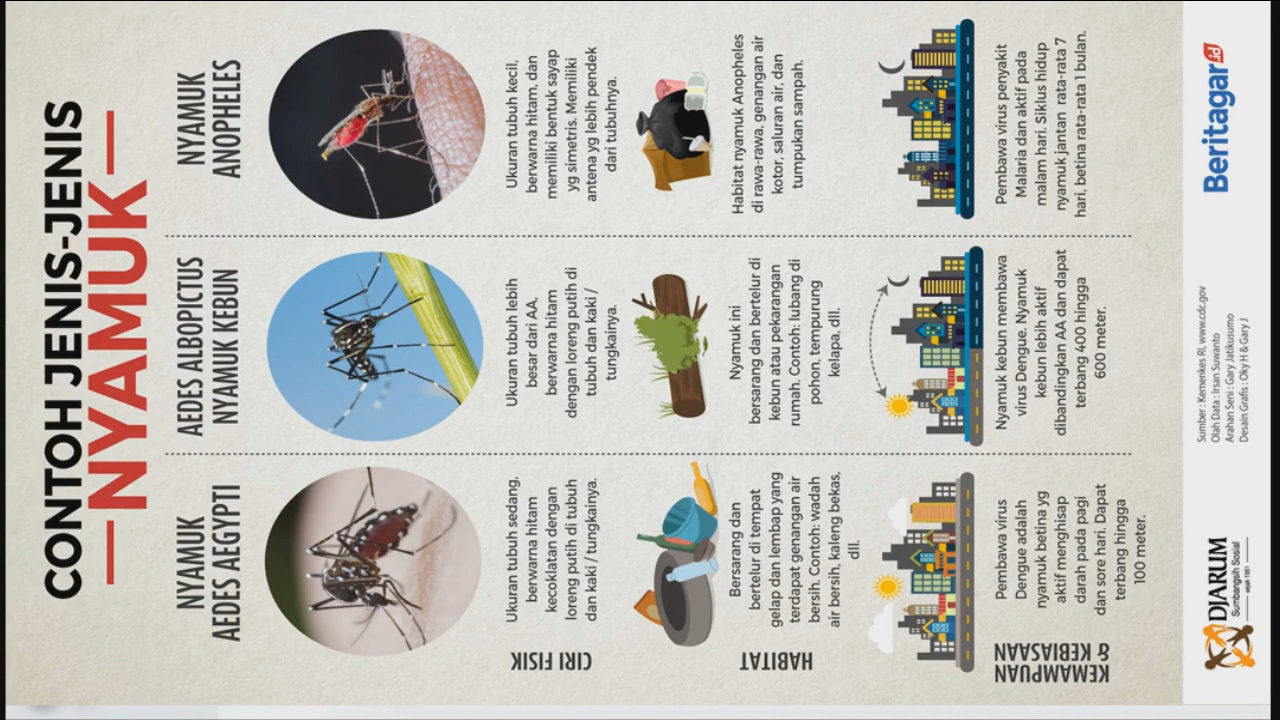 CONTOH JENIS-JENIS
NYAMUK
NYAMUK
AEDES AEGYPTI
AEDES ALBOPICTUS
NYAMUK KEBUN
NYAMUK
ANOPHELES
CIRI FISIK
Ukuran tubuh sedang,
berwarna hitam
kecoklatan dengan
loreng putih di tubuh
dan kaki / tungkainya.
Ukuran tubuh lebih
besar dari AA,
berwarna hitam
dengan loreng putih di
tubuh dan kaki /
tungkainya.
Ukuran tubuh kecil,
berwarna hitam, dan
memiliki bentuk sayap
yg simetris. Memiliki
antena yg lebih pendek
dari tubuhnya.
HABITAT
Bersarang dan
bertelur di tempat
gelap dan lembap yang
terdapat genangan air
bersih. Contoh: wadah
air bersih, kaleng bekas,
dll.
Nyamuk ini
bersarang dan bertelur di
kebun atau pekarangan
rumah. Contoh: lubang di
pohon, tempurung
kelapa, dll.
Habitat nyamuk Anopheles
di rawa-rawa, genangan air
kotor, saluran air, dan
tumpukan sampah.
KEMAMPUAN
& KEBIASAAN
Pembawa virus
Dengue adalah
nyamuk betina yg
aktif menghisap
darah pada pagi
dan sore hari. Dapat
terbang hingga
100 meter.
Nyamuk kebun membawa
virus Dengue. Nyamuk
kebun lebih aktif
dibandingkan AA dan dapat
terbang 400 hingga
600 meter.
Pembawa virus penyakit
Malaria dan aktif pada
malam hari. Siklus hidup
nyamuk jantan rata-rata 7
hari, betina rata-rata 1 bulan.
DJARUM
Sumbangsih Sosial
sejak 1951
Sumber : Kemenkes RI, www.cdc.gov
Olah Data : Irsan Suwanto
Arahan Seni : Gary Jatikusumo
Desain Grafis : Oky H & Gary J
Beritagar.id